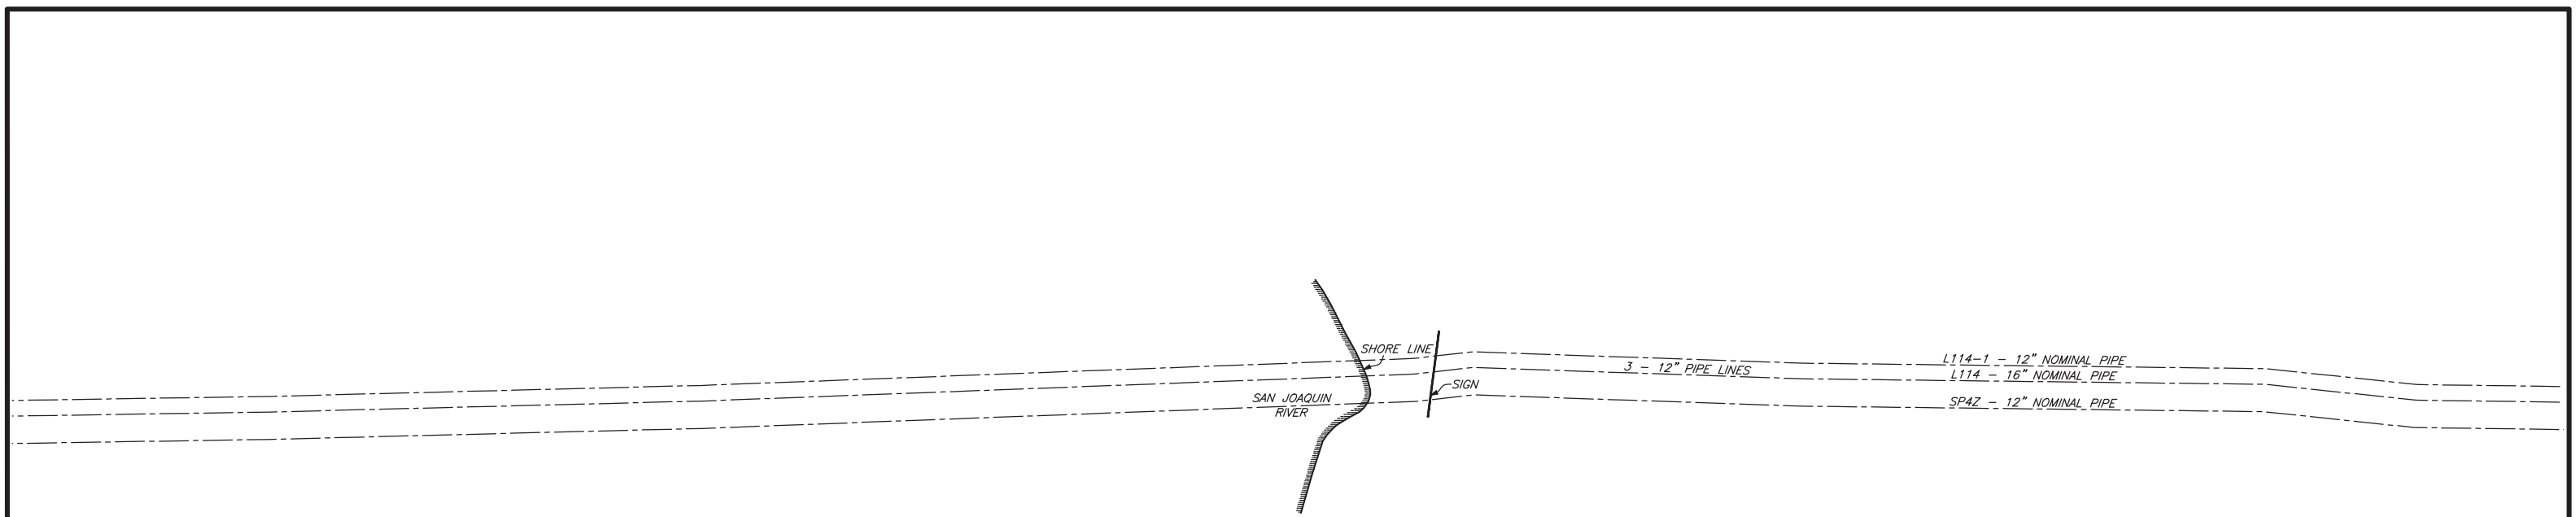 SHORE LINE
L114-1 - 12" NOMINAL PIPE
3 - 12" PIPE LINES
L114 - 16" NOMINAL PIPE
SIGN
SAN JOAQUIN
RIVER
SP4Z - 12" NOMINAL PIPE